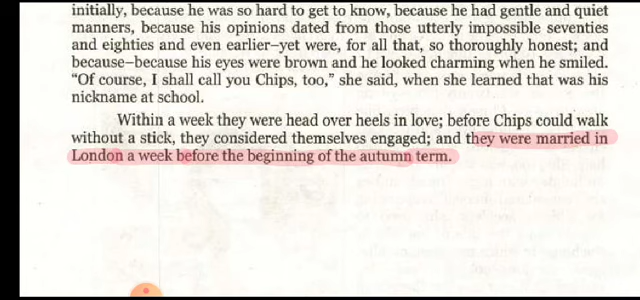 initially, because he was so hard to get to know, because he had gentle and quiet
manners, because his opinions dated from those utterly impossible seventies
and eighties and even earlier–yet were, for all that, so thoroughly honest; and
because–because his eyes were brown and he looked charming when he smiled.
“Of course, I shall call you Chips, too,” she said, when she learned that was his
nickname at school.
Within a week they were head over heels in love; before Chips could walk
without a stick, they considered themselves engaged; and they were married in
London a week before the beginning of the autumn term.